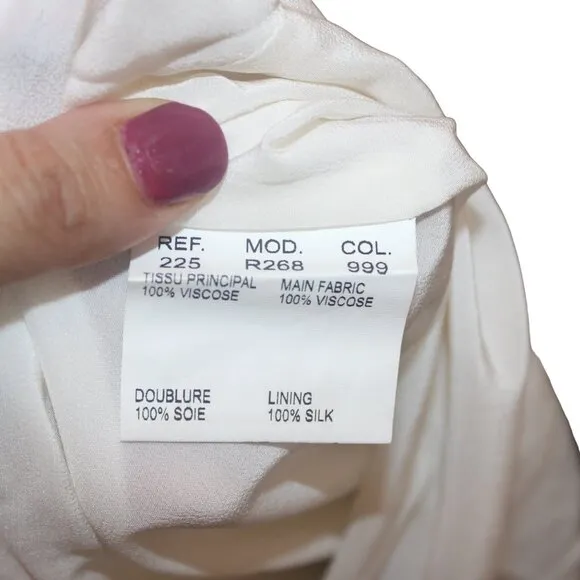 REF. MOD. COL.
225 R268 999
TISSU PRINCIPAL MAIN FABRIC
100% VISCOSE 100% VISCOSE
DOUBLURE LINING
100% SOIE 100% SILK